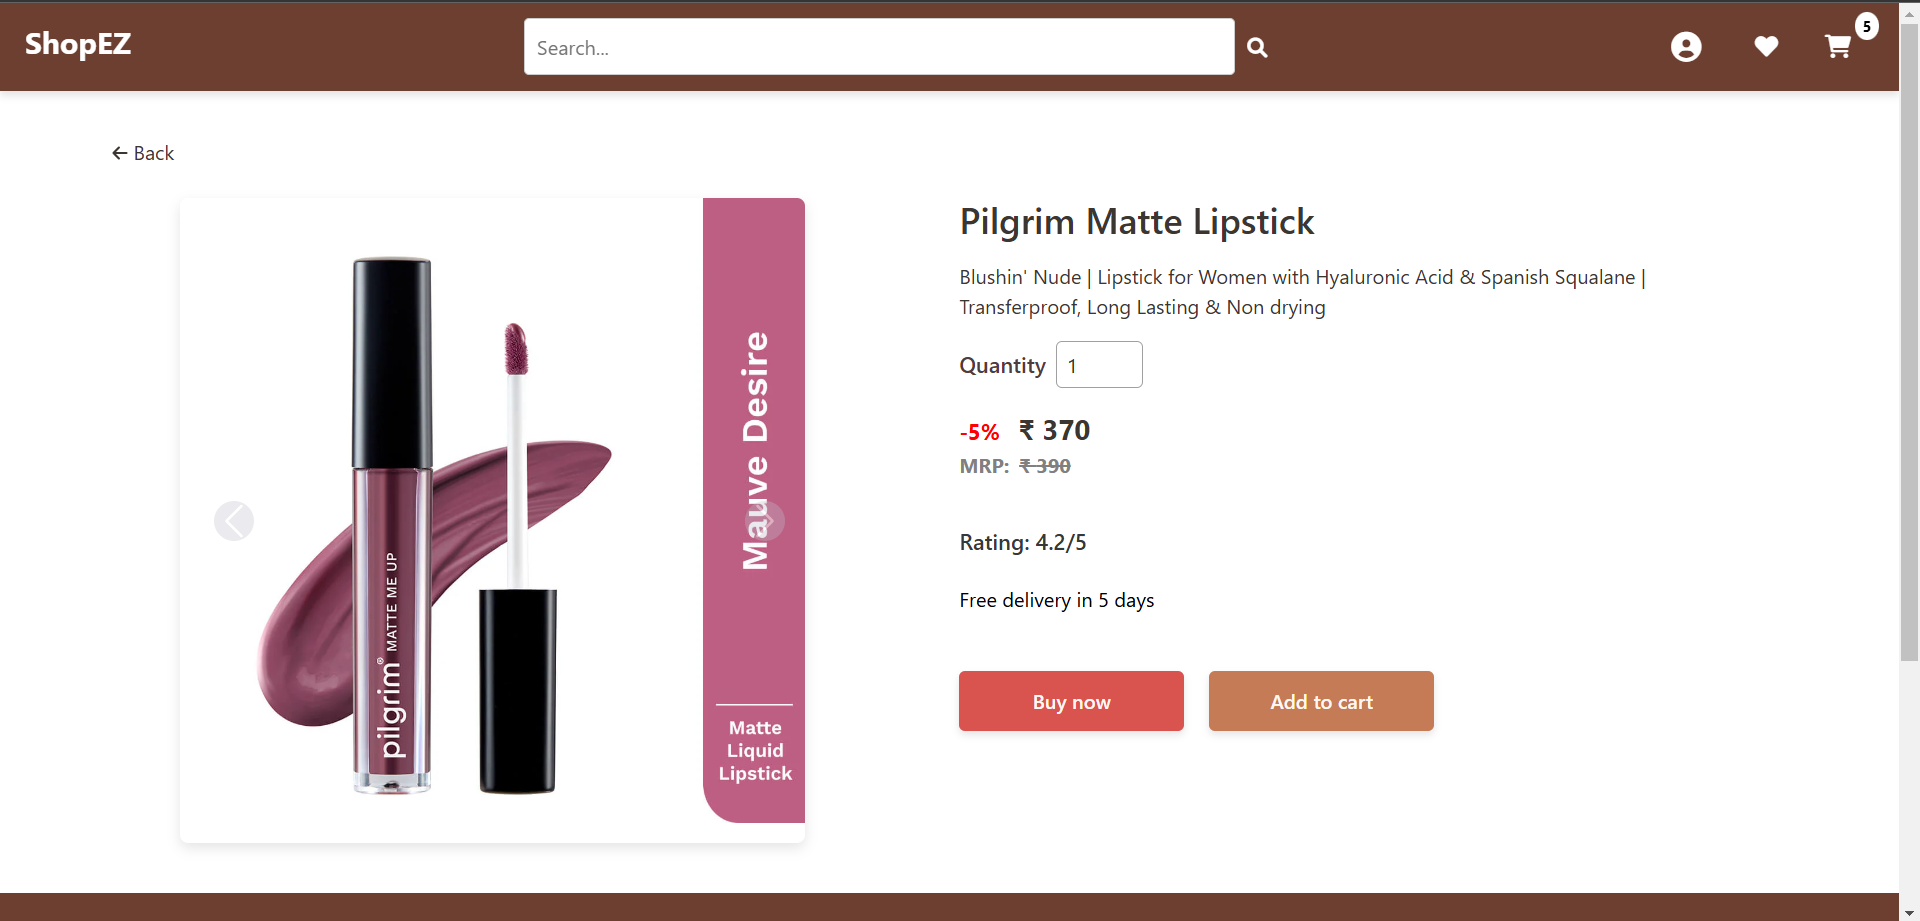 ShopEZ
Search...
5
Back
Mauve Desire
pilgrim® MATTE ME UP
Matte
Liquid
Lipstick
Pilgrim Matte Lipstick
Blushin' Nude | Lipstick for Women with Hyaluronic Acid & Spanish Squalane |
Transferproof, Long Lasting & Non drying
Quantity 1
-5% ₹ 370
MRP: ₹ 390
Rating: 4.2/5
Free delivery in 5 days
Buy now Add to cart